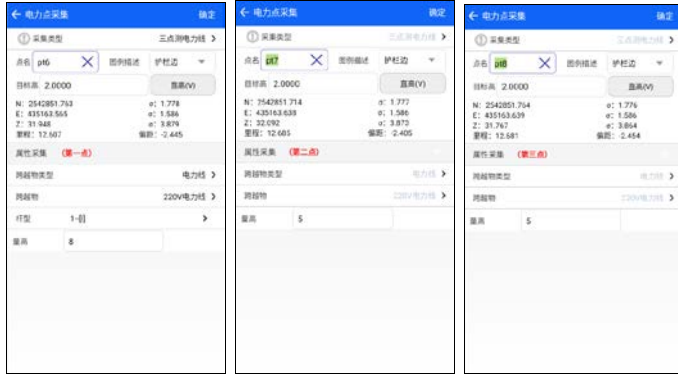 电力点采集 确定
采集类型 三点测电力线
点名 pt6 图例描述 护栏边
目标高 2.0000 直高(V)
N: 2542851.763 σ: 1.778
E: 435163.565 σ: 1.586
Z: 31.948 σ: 3.879
里程: 12.607 偏距: -2.445
属性采集 (第一点)
跨越物类型 电力线
跨越物 220V电力线
杆型 1-[I]
量高 8
电力点采集 确定
采集类型 三点测电力线
点名 pt7 图例描述 护栏边
目标高 2.0000 直高(V)
N: 2542851.714 σ: 1.777
E: 435163.638 σ: 1.586
Z: 32.092 σ: 3.873
里程: 12.685 偏距: -2.405
属性采集 (第二点)
跨越物类型 电力线
跨越物 220V电力线
量高 5
电力点采集 确定
采集类型 三点测电力线
点名 pt8 图例描述 护栏边
目标高 2.0000 直高(V)
N: 2542851.764 σ: 1.776
E: 435163.639 σ: 1.586
Z: 31.767 σ: 3.864
里程: 12.681 偏距: -2.454
属性采集 (第三点)
跨越物类型 电力线
跨越物 220V电力线
量高 5